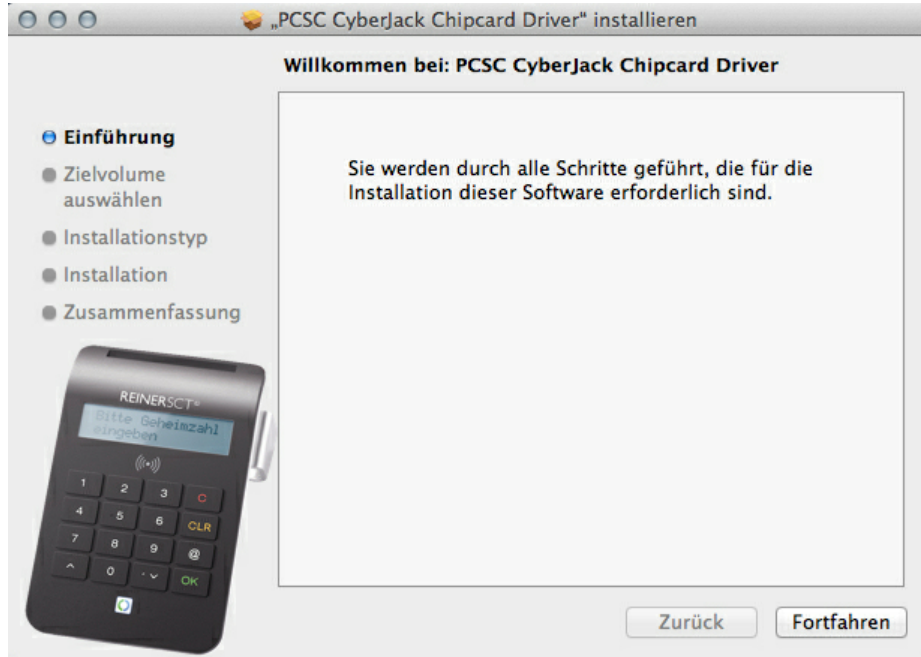 „PCSC CyberJack Chipcard Driver" installieren
Willkommen bei: PCSC CyberJack Chipcard Driver
Einführung
Zielvolume
auswählen
Installationstyp
Installation
Zusammenfassung
Sie werden durch alle Schritte geführt, die für die
Installation dieser Software erforderlich sind.
REINERSCT®
Bitte Geheimzahl
eingeben
1 2 3 C
4 5 6 CLR
7 8 9 @
^ 0 . OK
Zurück
Fortfahren